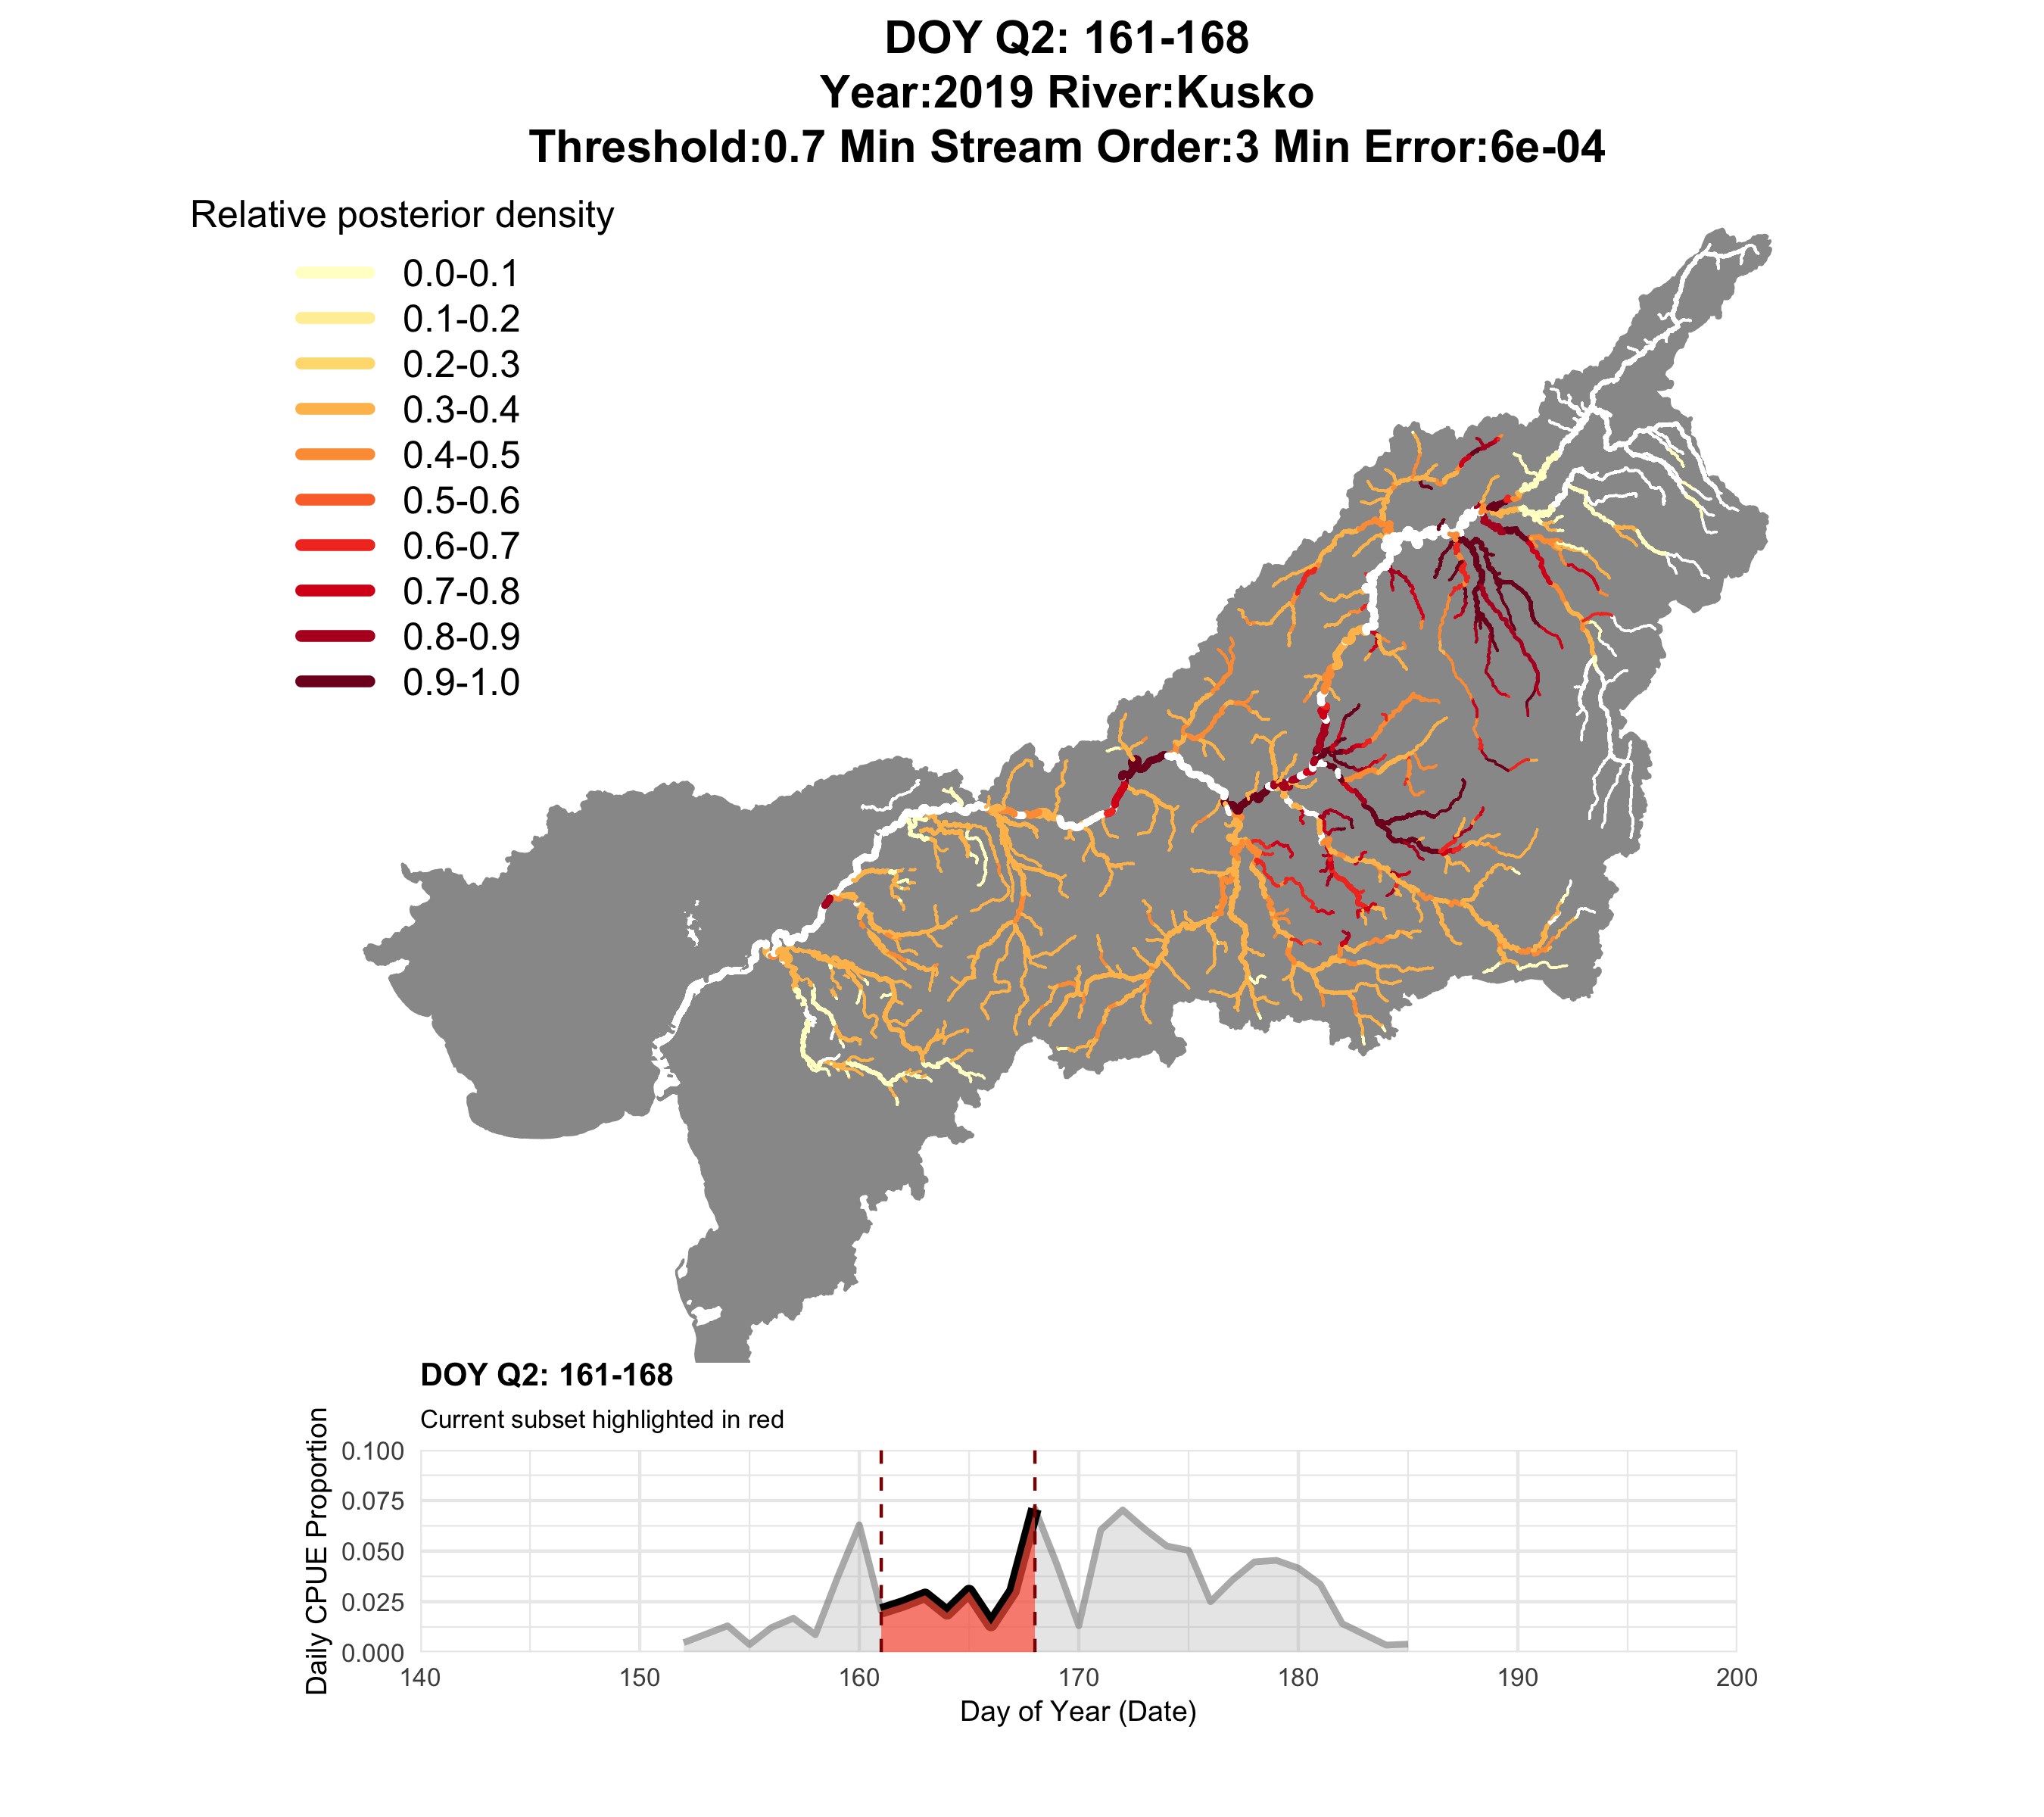 DOY Q2: 161-168
Year:2019 River:Kusko
Threshold:0.7 Min Stream Order:3 Min Error:6e-04
Relative posterior density
0.0-0.1
0.1-0.2
0.2-0.3
0.3-0.4
0.4-0.5
0.5-0.6
0.6-0.7
0.7-0.8
0.8-0.9
0.9-1.0
DOY Q2: 161-168
Current subset highlighted in red
Daily CPUE Proportion
0.100
0.075
0.050
0.025
0.000
140 150 160 170 180 190 200
Day of Year (Date)